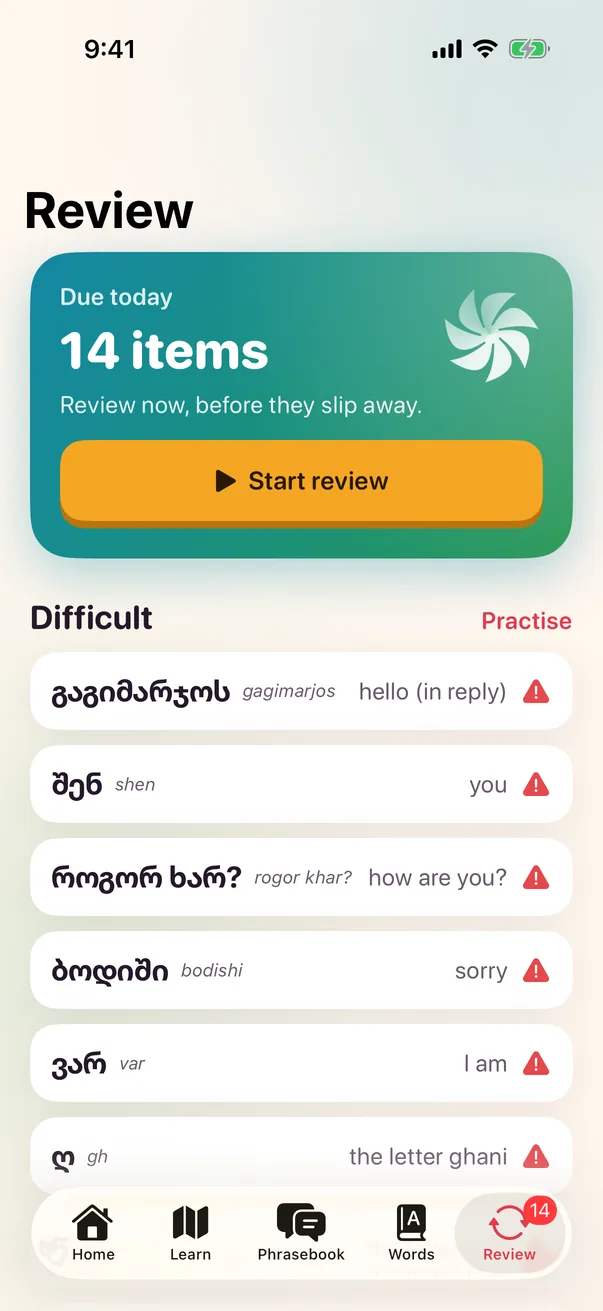 9:41
Review
Due today
14 items
Review now, before they slip away.
Start review
Difficult Practise
გაგიმარჯოს gagimarjos hello (in reply)
შენ shen you
როგორ ხარ? rogor khar? how are you?
ბოდიში bodishi sorry
ვარ var I am
ღ gh the letter ghani
A 14
Home Learn Phrasebook Words Review